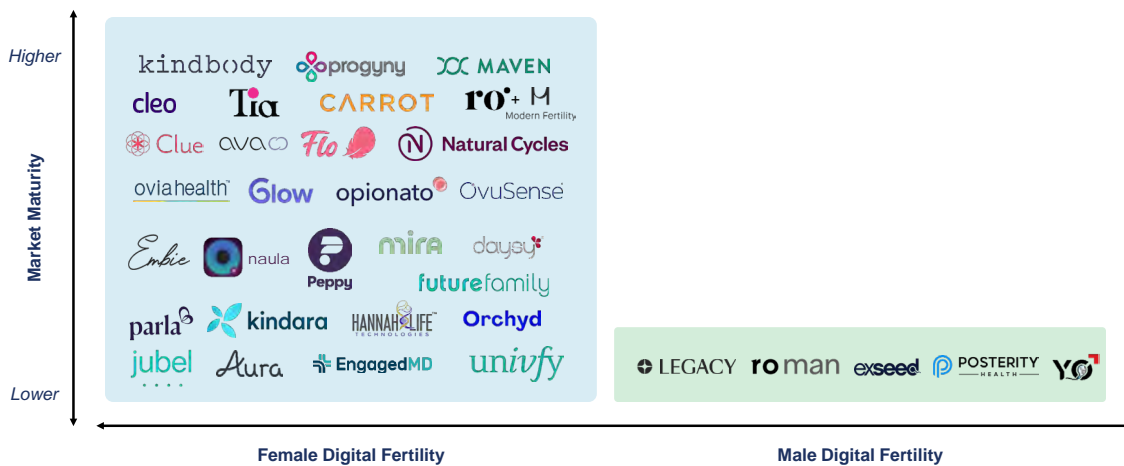 Higher
Market Maturity
Lower
kindbody progyny MAVEN
cleo Tia CARROT ro + M
Modern Fertility
Clue ava Flo N Natural Cycles
oviahealth™ Glow opionato OvuSense
Embie naula Peppy mira daysy
futurefamily
parla kindara HANNAH LIFE™ Orchyd
TECHNOLOGIES
jubel Aura EngagedMD univfy
LEGACY roman exseed POSTERITY YO
HEALTH
Female Digital Fertility Male Digital Fertility